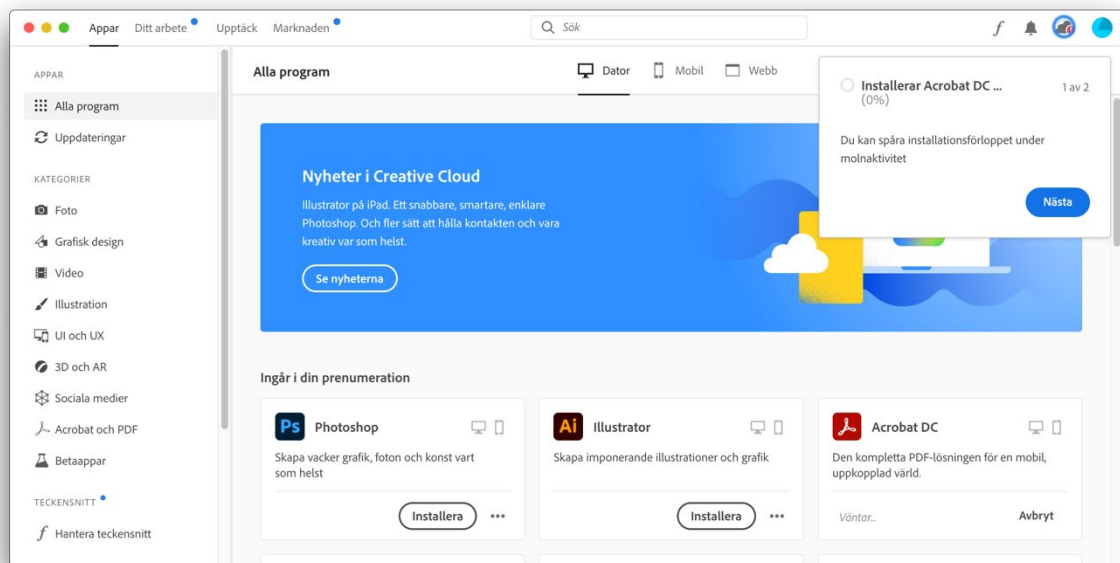 Appar Ditt arbete Upptäck Marknaden
Sök
APPAR
Alla program
Uppdateringar
KATEGORIER
Foto
Grafisk design
Video
Illustration
UI och UX
3D och AR
Sociala medier
Acrobat och PDF
Betaappar
TECKENSNITT
Hantera teckensnitt
Alla program
Dator Mobil Webb
Installerar Acrobat DC ... 1 av 2
(0%)
Du kan spåra installationsförloppet under
molnaktivitet
Nästa
Nyheter i Creative Cloud
Illustrator på iPad. Ett snabbare, smartare, enklare
Photoshop. Och fler sätt att hålla kontakten och vara
kreativ var som helst.
Se nyheterna
Ingår i din prenumeration
Ps Photoshop
Skapa vacker grafik, foton och konst vart
som helst
Installera
Ai Illustrator
Skapa imponerande illustrationer och grafik
Installera
Acrobat DC
Den kompletta PDF-lösningen för en mobil,
uppkopplad värld.
Väntar... Avbryt